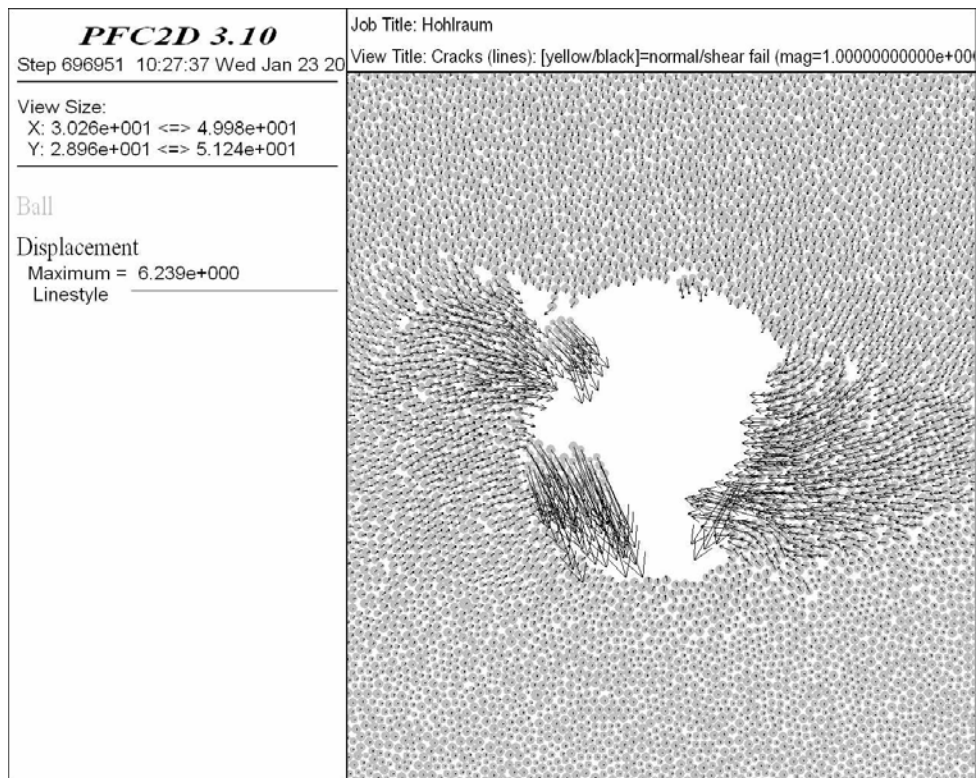 PFC2D 3.10
Step 696951 10:27:37 Wed Jan 23 20
View Size:
X: 3.026e+001 <=> 4.998e+001
Y: 2.896e+001 <=> 5.124e+001
Ball
Displacement
Maximum = 6.239e+000
Linestyle
Job Title: Hohlraum
View Title: Cracks (lines): [yellow/black]=normal/shear fail (mag=1.00000000000e+00